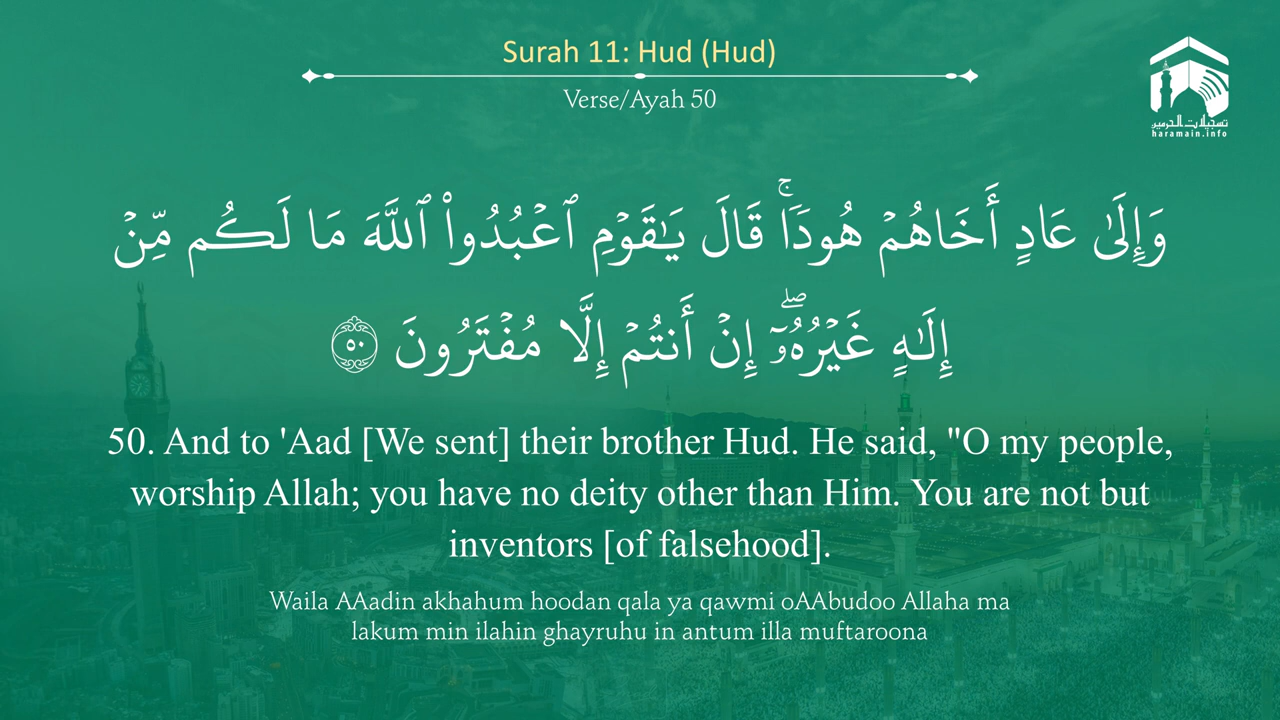 Surah 11: Hud (Hud)
Verse/Ayah 50
تسجيلات الحرمين
haramain.info
وَإِلَىٰ عَادٍ أَخَاهُمۡ هُودٗاۚ قَالَ يَٰقَوۡمِ ٱعۡبُدُواْ ٱللَّهَ مَا لَكُم مِّنۡ
إِلَٰهٍ غَيۡرُهُۥٓۖ إِنۡ أَنتُمۡ إِلَّا مُفۡتَرُونَ ٥٠
50. And to 'Aad [We sent] their brother Hud. He said, "O my people,
worship Allah; you have no deity other than Him. You are not but
inventors [of falsehood].
Waila AAadin akhahum hoodan qala ya qawmi oAAbudoo Allaha ma
lakum min ilahin ghayruhu in antum illa muftaroona